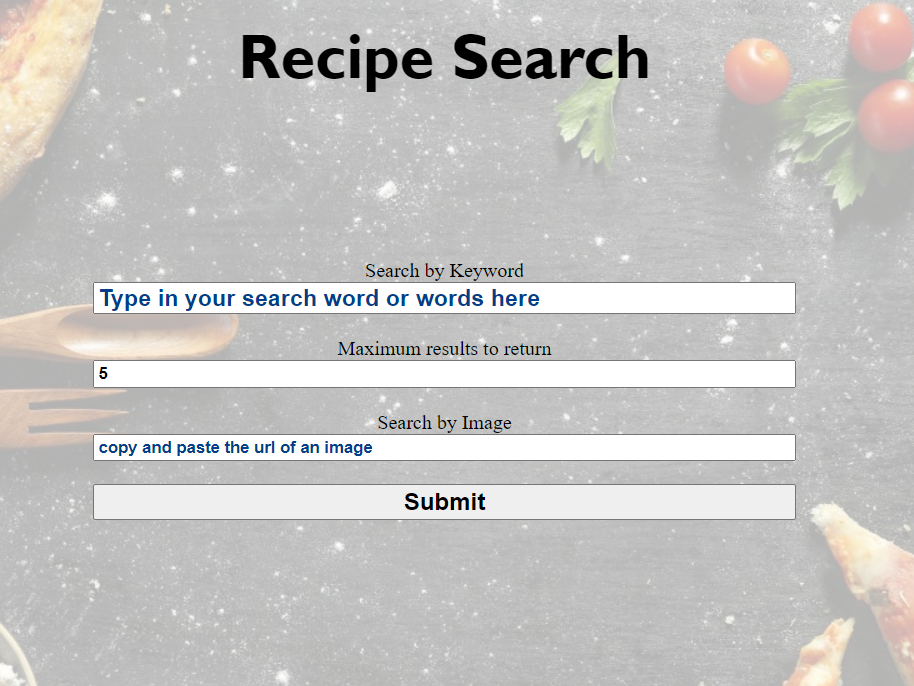 Recipe Search
Search by Keyword
Type in your search word or words here
Maximum results to return
5
Search by Image
copy and paste the url of an image
Submit